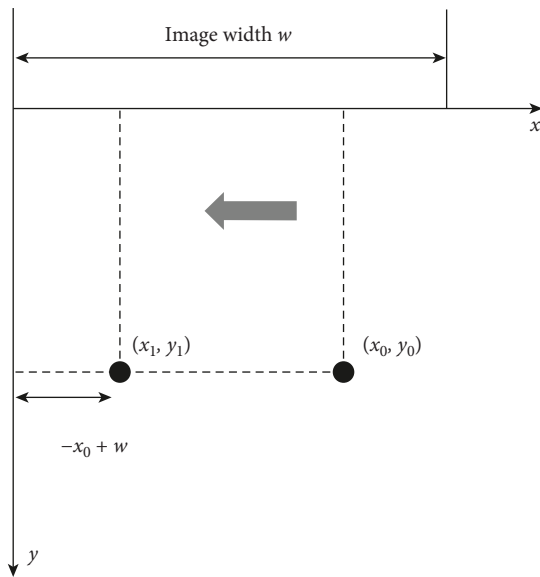 Image width w
x
(x₁, y₁)
(x₀, y₀)
−x₀ + w
y